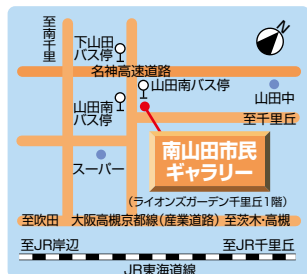 至南千里
下山田
バス停
N
名神高速道路
山田南バス停
山田中
山田南
バス停
至千里丘
南山田市民
ギャラリー
スーパー
(ライオンズガーデン千里丘1階)
至吹田 大阪高槻京都線(産業道路) 至茨木・高槻
至JR岸辺 至JR千里丘
JR東海道線